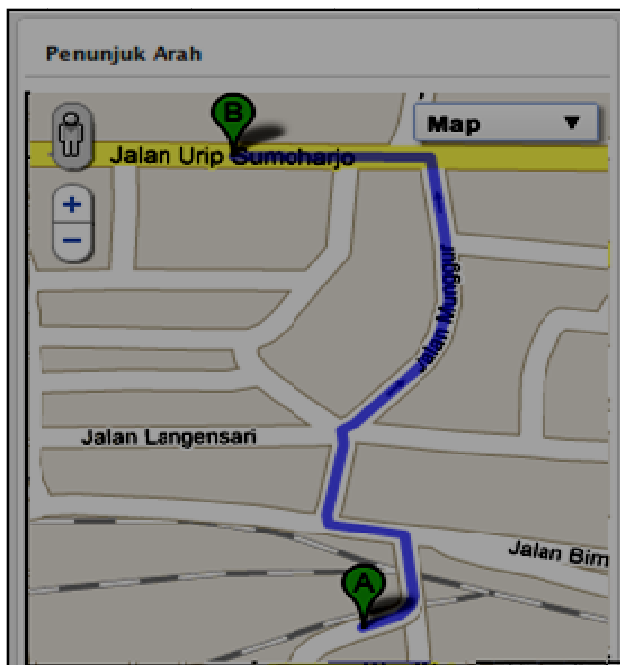 Penunjuk Arah
B
Map
Jalan Urip Sumoharjo
+
-
Jalan Munggur
Jalan Langensari
Jalan Bim
A